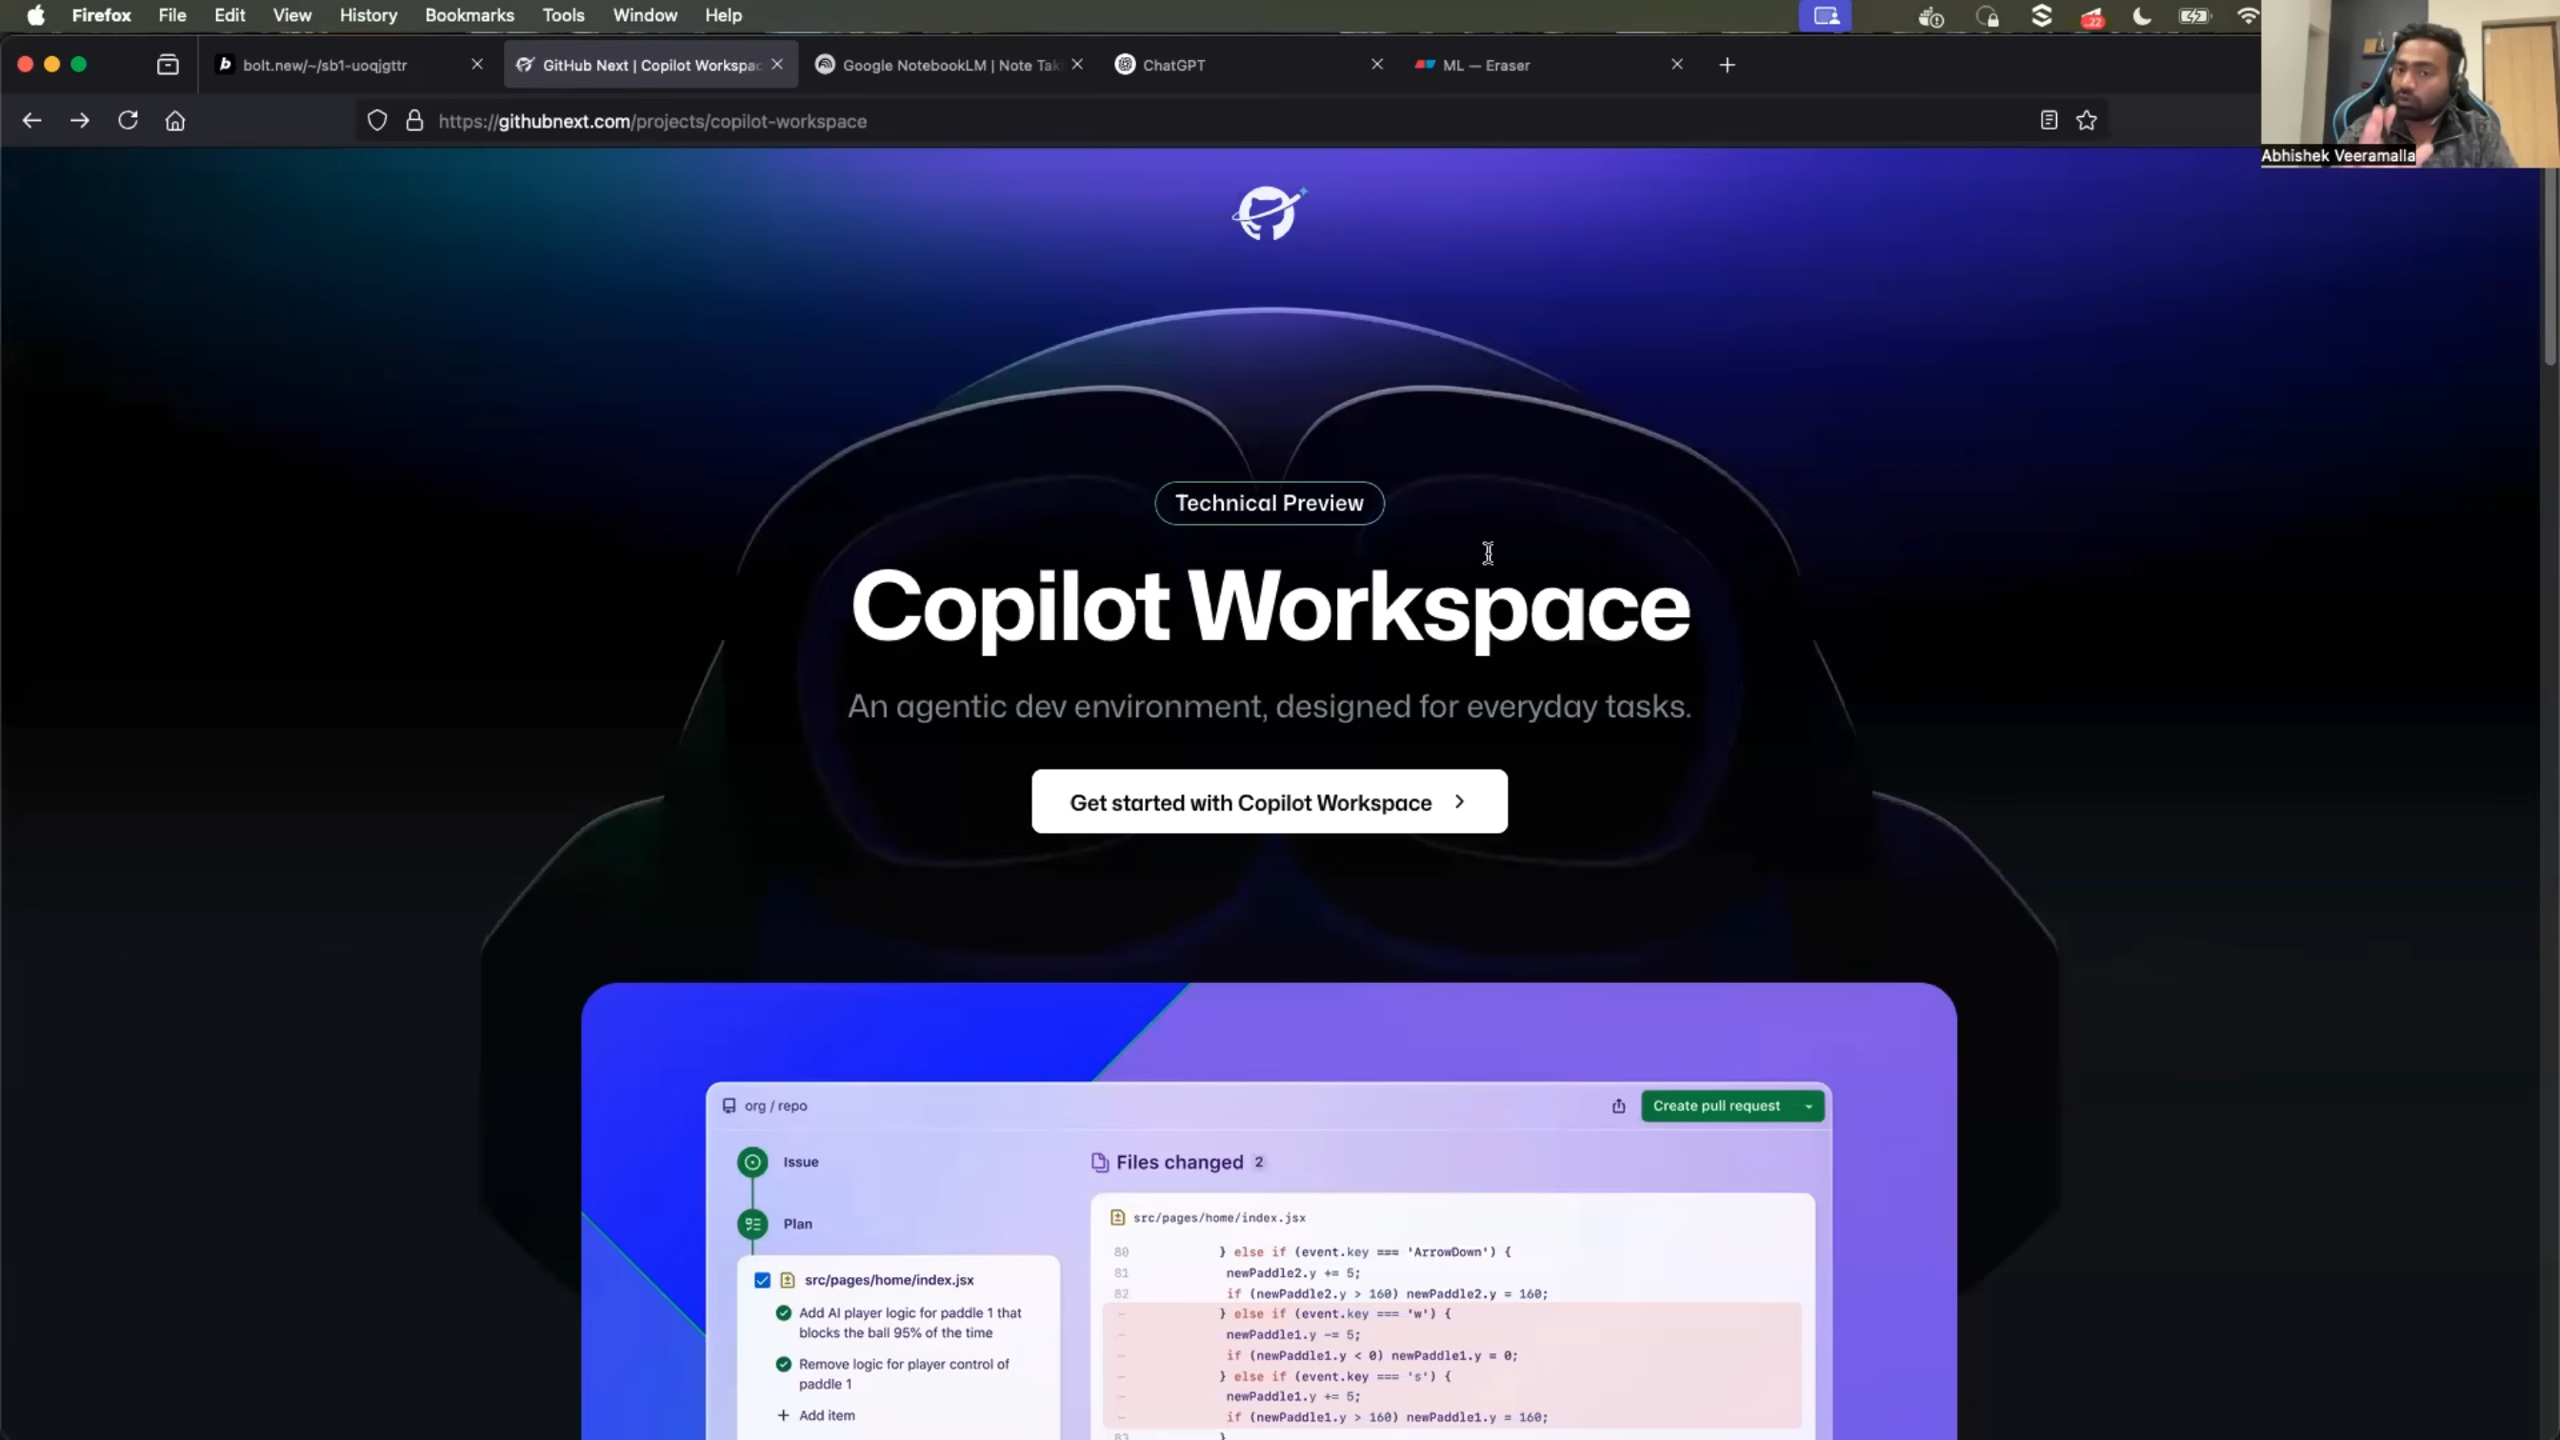 Firefox File Edit View History Bookmarks Tools Window Help
22
bolt.new/~/sb1-uoqjgttr
GitHub Next | Copilot Workspac
Google NotebookLM | Note Tak
ChatGPT
ML — Eraser
https://githubnext.com/projects/copilot-workspace
Abhishek Veeramalla
Technical Preview
Copilot Workspace
An agentic dev environment, designed for everyday tasks.
Get started with Copilot Workspace
org / repo
Create pull request
Issue
Plan
src/pages/home/index.jsx
Add AI player logic for paddle 1 that
blocks the ball 95% of the time
Remove logic for player control of
paddle 1
+ Add item
Files changed 2
src/pages/home/index.jsx
80 } else if (event.key === 'ArrowDown') {
81 newPaddle2.y += 5;
82 if (newPaddle2.y > 160) newPaddle2.y = 160;
- } else if (event.key === 'w') {
- newPaddle1.y -= 5;
- if (newPaddle1.y < 0) newPaddle1.y = 0;
- } else if (event.key === 's') {
- newPaddle1.y += 5;
- if (newPaddle1.y > 160) newPaddle1.y = 160;
83 }